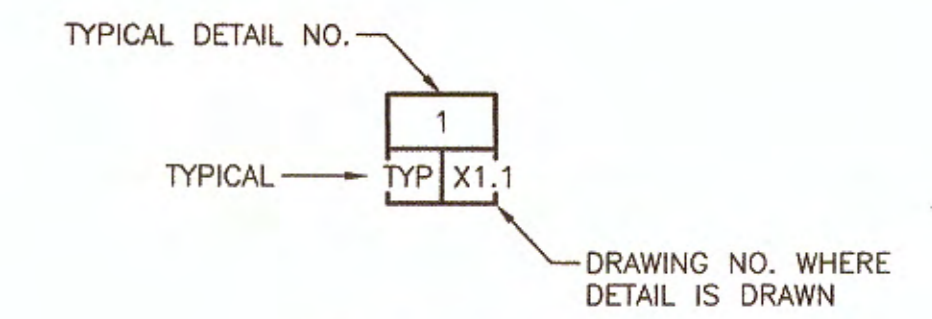 TYPICAL DETAIL NO.
1
TYPICAL
TYP X1.1
DRAWING NO. WHERE
DETAIL IS DRAWN